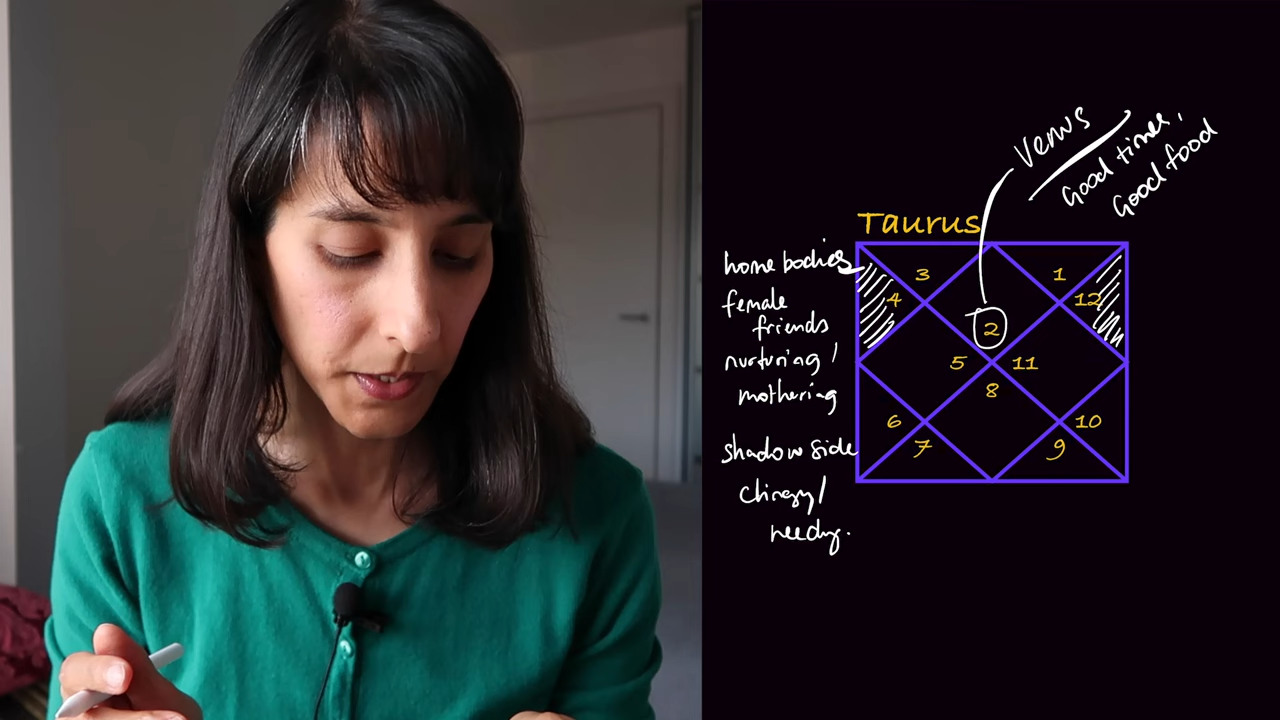 Venus
Good times,
Good food
Taurus
home bodies
female
friends
nurturing /
mothering
shadow side
clingy /
needy.
3
1
4
12
2
5
11
8
6
10
7
9